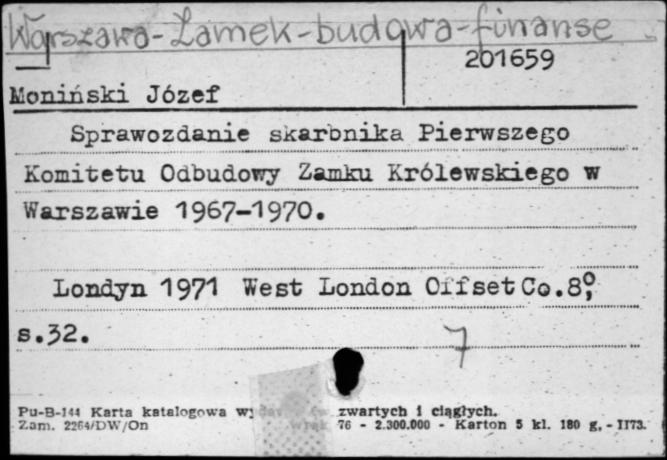 Warszawa-Zamek-budowa-finanse
201659
Moniński Józef
Sprawozdanie skarbnika Pierwszego
Komitetu Odbudowy Zamku Królewskiego w
Warszawie 1967-1970.
Londyn 1971 West London Offset Co. 8°,
s.32.
7
Pu-B-144 Karta katalogowa zwartych i ciągłych.
Zam. 2264/DW/On 76 - 2.300.000 - Karton 5 kl. 180 g. - II73.